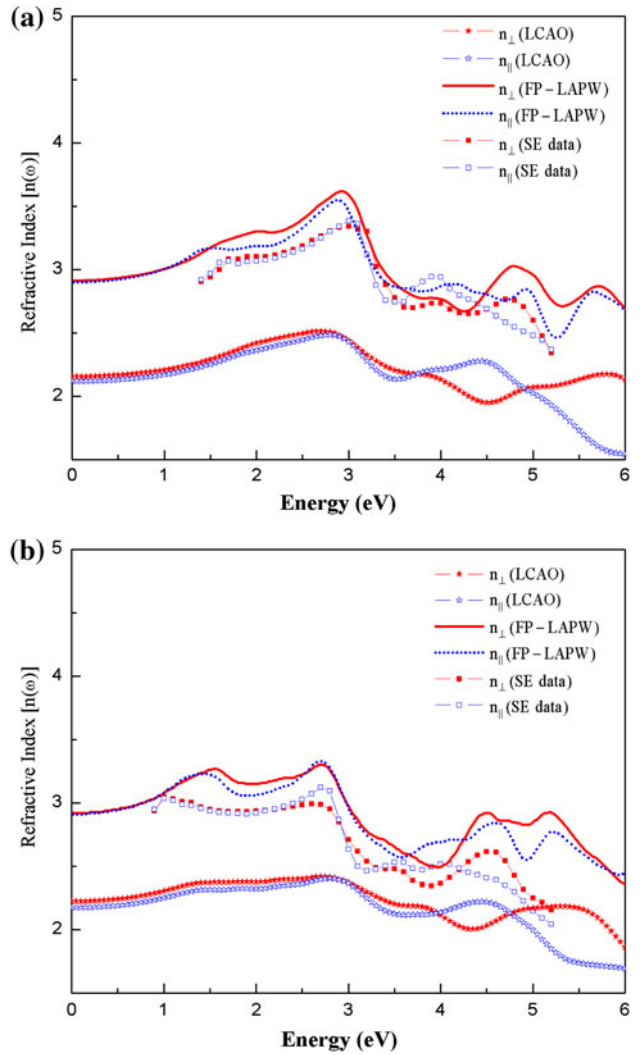 (a)
5
4
3
2
Refractive Index [n(ω)]
n⊥ (LCAO)
n|| (LCAO)
n⊥ (FP – LAPW)
n|| (FP – LAPW)
n⊥ (SE data)
n|| (SE data)
0 1 2 3 4 5 6
Energy (eV)
(b)
5
4
3
2
Refractive Index [n(ω)]
n⊥ (LCAO)
n|| (LCAO)
n⊥ (FP – LAPW)
n|| (FP – LAPW)
n⊥ (SE data)
n|| (SE data)
0 1 2 3 4 5 6
Energy (eV)